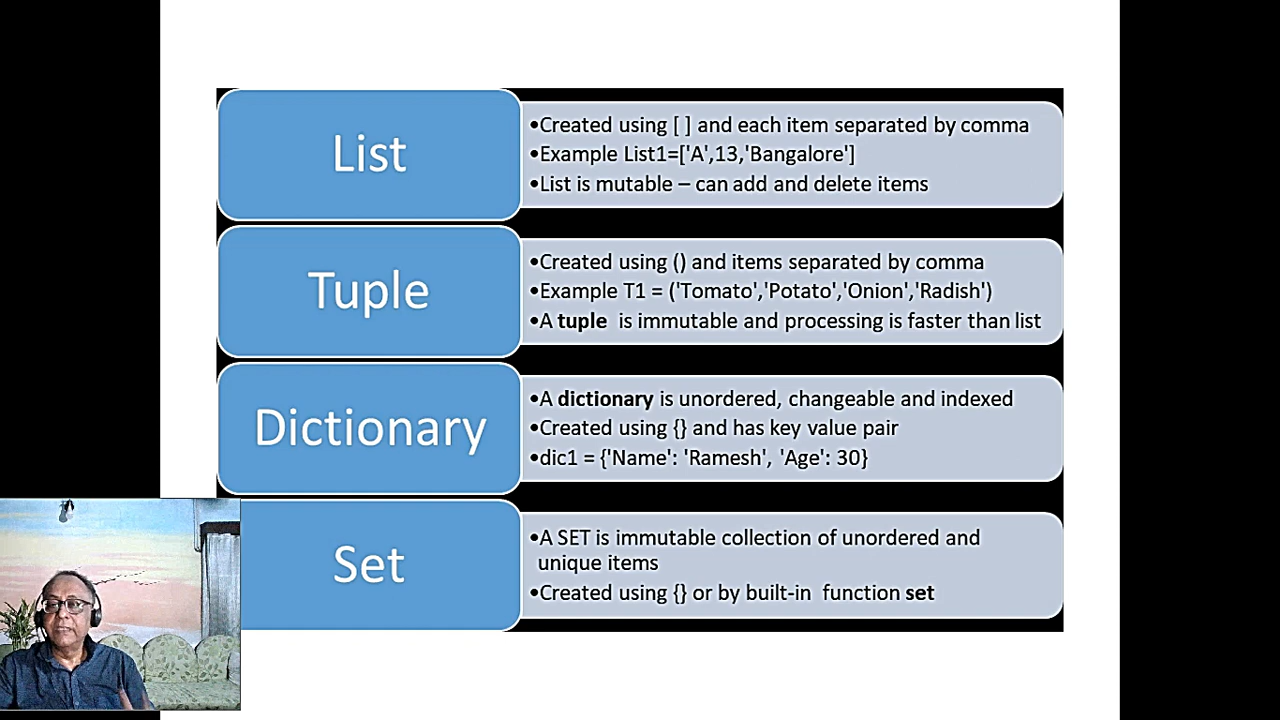 List
•Created using [ ] and each item separated by comma
•Example List1=['A',13,'Bangalore']
•List is mutable – can add and delete items
Tuple
•Created using () and items separated by comma
•Example T1 = ('Tomato','Potato','Onion','Radish')
•A tuple is immutable and processing is faster than list
Dictionary
•A dictionary is unordered, changeable and indexed
•Created using {} and has key value pair
•dic1 = {'Name': 'Ramesh', 'Age': 30}
Set
•A SET is immutable collection of unordered and
unique items
•Created using {} or by built-in function set